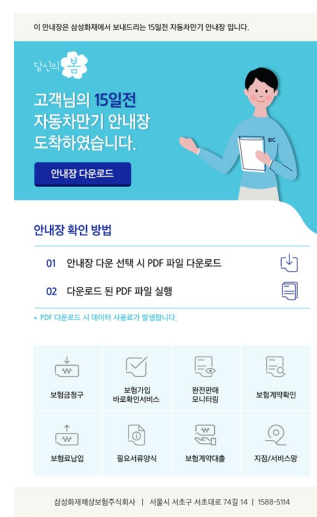 이 안내장은 삼성화재에서 보내드리는 15일전 자동차만기 안내장 입니다.
당신의 봄
고객님의 15일전
자동차만기 안내장
도착하였습니다.
RC
안내장 다운로드
안내장 확인 방법
01 안내장 다운 선택 시 PDF 파일 다운로드
02 다운로드 된 PDF 파일 실행
* PDF 다운로드 시 데이터 사용료가 발생합니다.
보험금청구
보험가입
바로확인서비스
완전판매
모니터링
보험계약확인
보험료납입
필요서류양식
보험계약대출
지점/서비스망
삼성화재해상보험주식회사 | 서울시 서초구 서초대로 74길 14 | 1588-5114